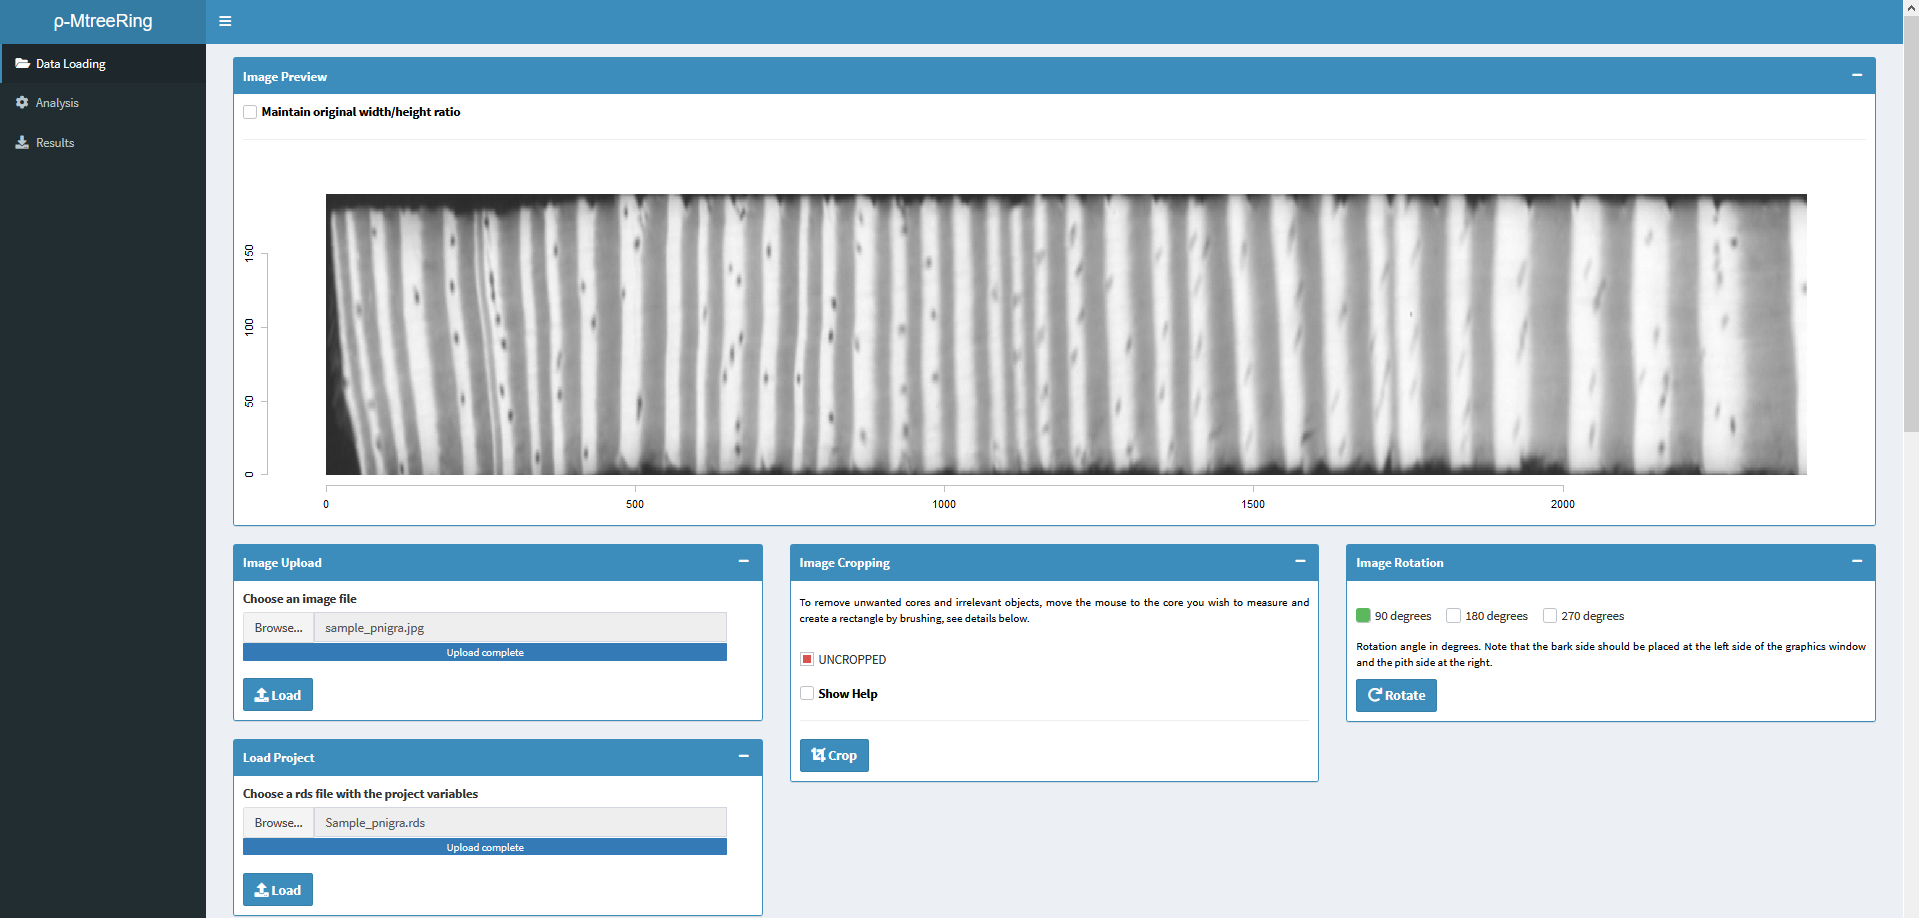 ρ-MtreeRing
Data Loading
Analysis
Results
Image Preview
Maintain original width/height ratio
150
100
50
0
0 500 1000 1500 2000
Image Upload
Choose an image file
Browse... sample_pnigra.jpg
Upload complete
Load
Load Project
Choose a rds file with the project variables
Browse... Sample_pnigra.rds
Upload complete
Load
Image Cropping
To remove unwanted cores and irrelevant objects, move the mouse to the core you wish to measure and
create a rectangle by brushing, see details below.
UNCROPPED
Show Help
Crop
Image Rotation
90 degrees 180 degrees 270 degrees
Rotation angle in degrees. Note that the bark side should be placed at the left side of the graphics window
and the pith side at the right.
Rotate